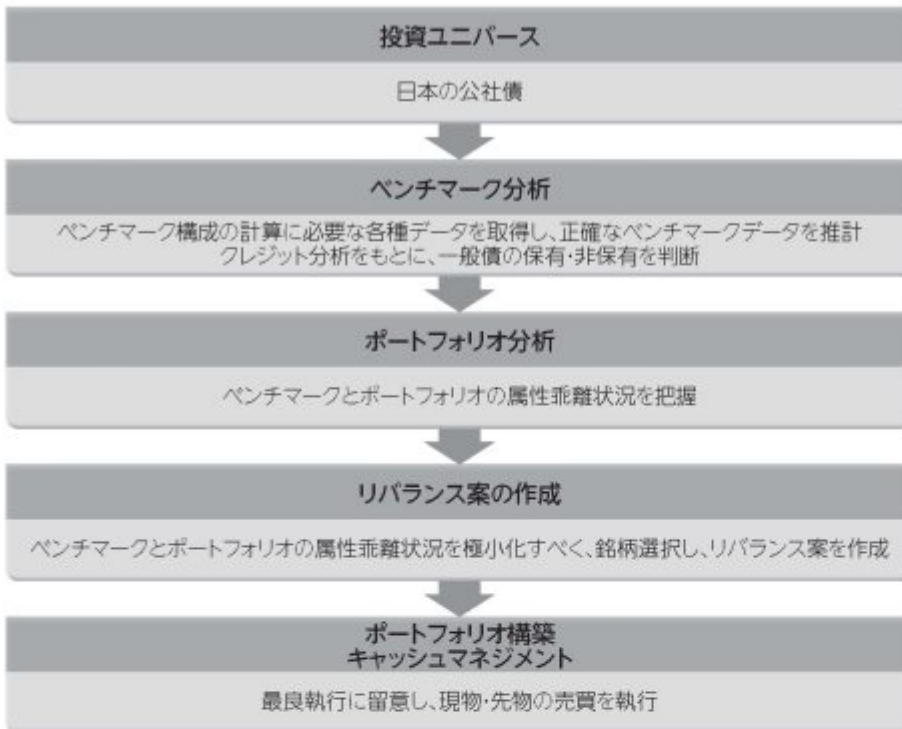 投資ユニバース
日本の公社債
ベンチマーク分析
ベンチマーク構成の計算に必要な各種データを取得し、正確なベンチマークデータを推計
クレジット分析をもとに、一般債の保有・非保有を判断
ポートフォリオ分析
ベンチマークとポートフォリオの属性乖離状況を把握
リバランス案の作成
ベンチマークとポートフォリオの属性乖離状況を極小化すべく、銘柄選択し、リバランス案を作成
ポートフォリオ構築
キャッシュマネジメント
最良執行に留意し、現物・先物の売買を執行